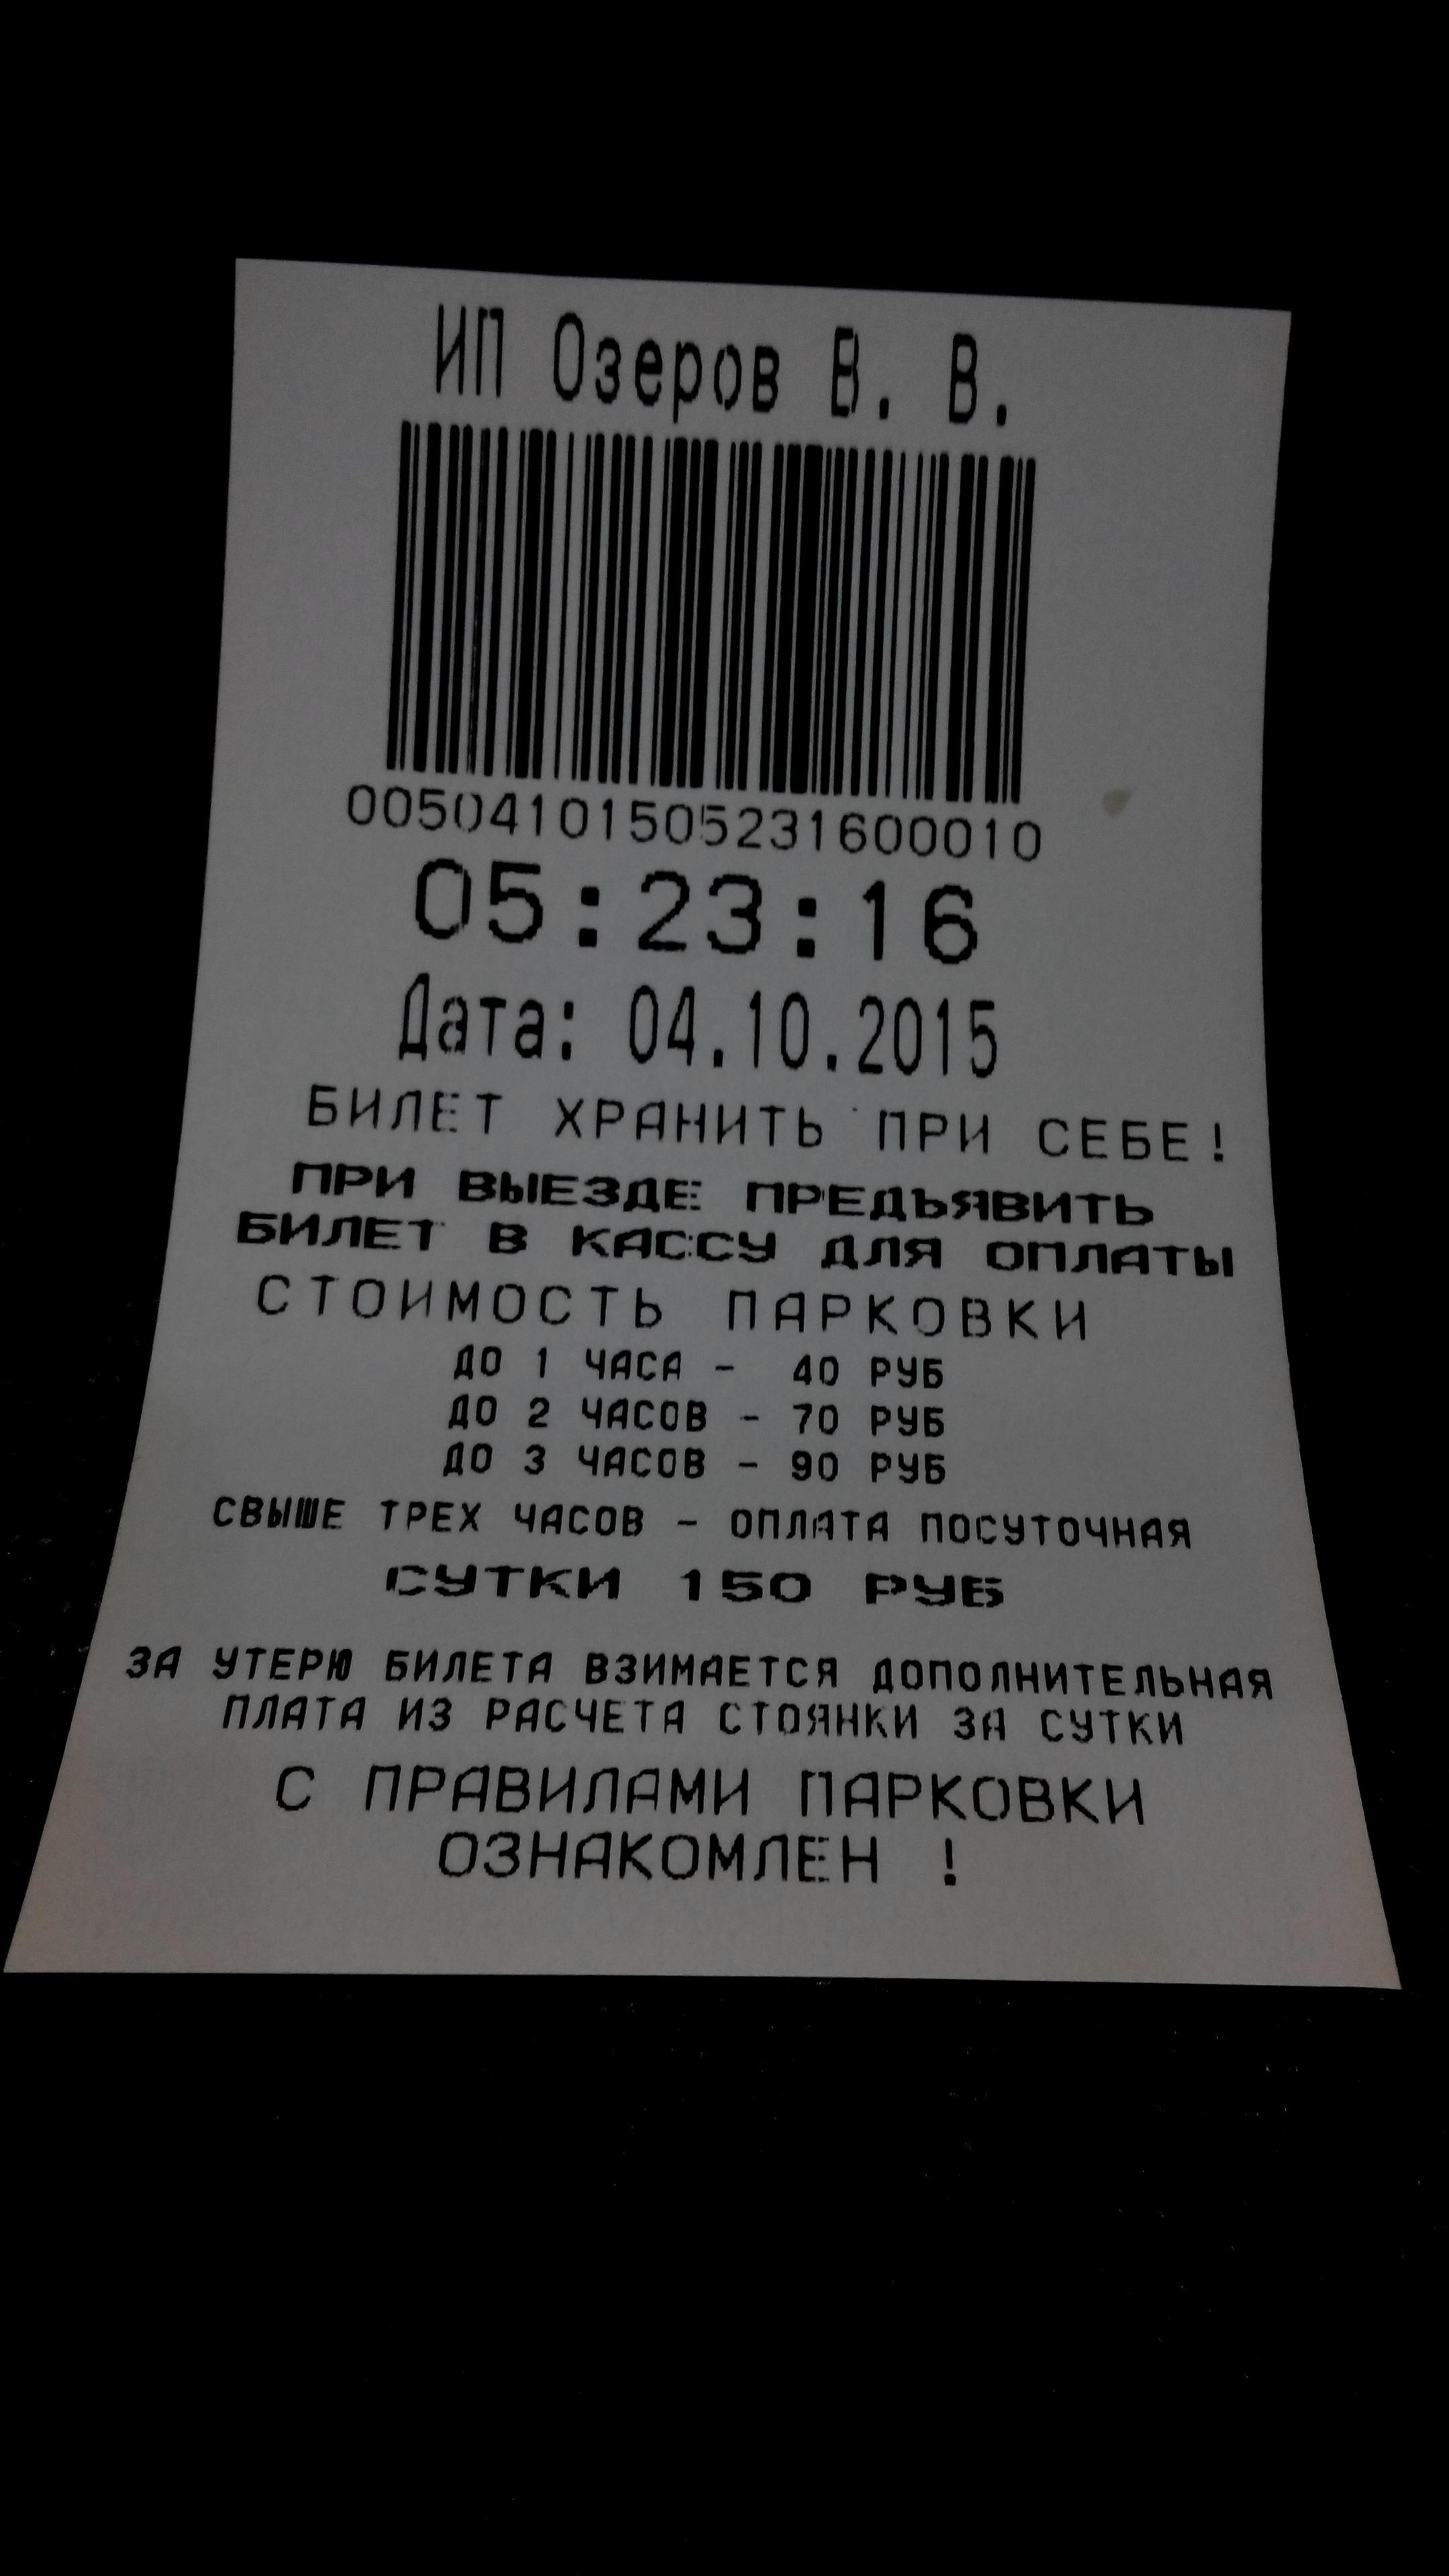 ИП Озеров В. В.
00504101505231600010
05:23:16
Дата: 04.10.2015
БИЛЕТ ХРАНИТЬ ПРИ СЕБЕ!
ПРИ ВЫЕЗДЕ ПРЕДЬЯВИТЬ
БИЛЕТ В КАССУ ДЛЯ ОПЛАТЫ
СТОИМОСТЬ ПАРКОВКИ
ДО 1 ЧАСА - 40 РУБ
ДО 2 ЧАСОВ - 70 РУБ
ДО 3 ЧАСОВ - 90 РУБ
СВЫШЕ ТРЕХ ЧАСОВ - ОПЛАТА ПОСУТОЧНАЯ
СУТКИ 150 РУБ
ЗА УТЕРЮ БИЛЕТА ВЗИМАЕТСЯ ДОПОЛНИТЕЛЬНАЯ
ПЛАТА ИЗ РАСЧЕТА СТОЯНКИ ЗА СУТКИ
С ПРАВИЛАМИ ПАРКОВКИ
ОЗНАКОМЛЕН !